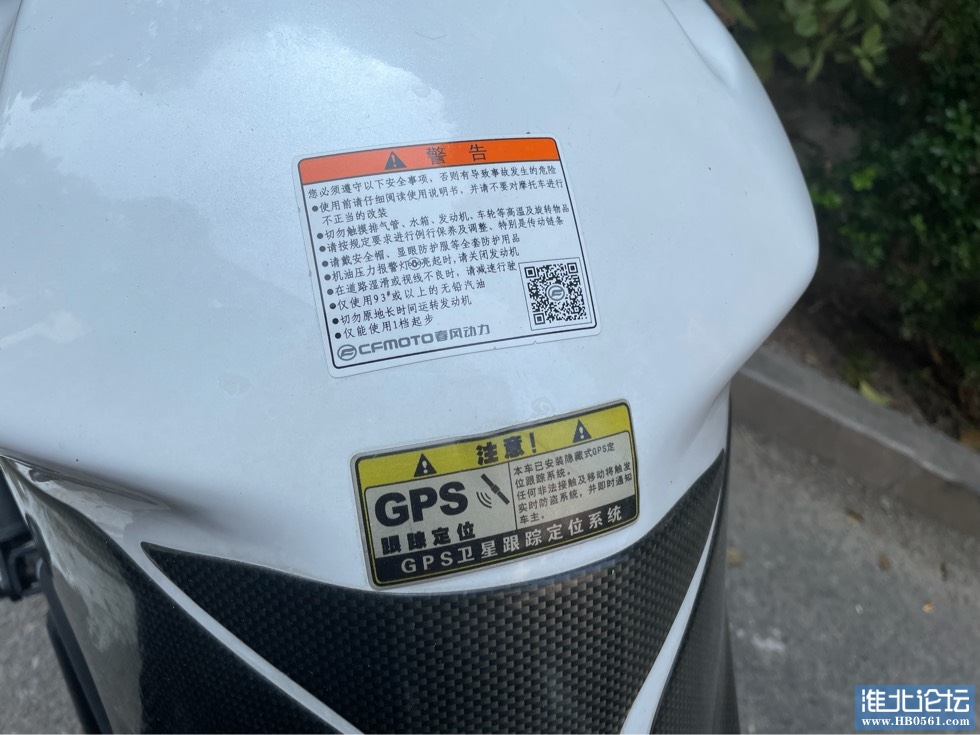 警告
您必须遵守以下安全事项，否则有导致事故发生的危险
●使用前请仔细阅读使用说明书，并请不要对摩托车进行
不正当的改装
●切勿触摸排气管、水箱、发动机、车轮等高温及旋转物品
●请按规定要求进行例行保养及调整，特别是传动链条
●请戴安全帽、显眼防护服等全套防护用品
●机油压力报警灯亮起时,请关闭发动机
●在道路湿滑或视线不良时，请减速行驶
●仅使用93#或以上的无铅汽油
●切勿原地长时间运转发动机
●仅能使用1档起步
CFMOTO春风动力
注意！
GPS
跟踪定位
本车已安装隐藏式GPS定
位跟踪系统。
任何非法接触及移动将触发
实时防盗系统，并即时通知
车主。
GPS卫星跟踪定位系统
淮北论坛
www.HB0561.com